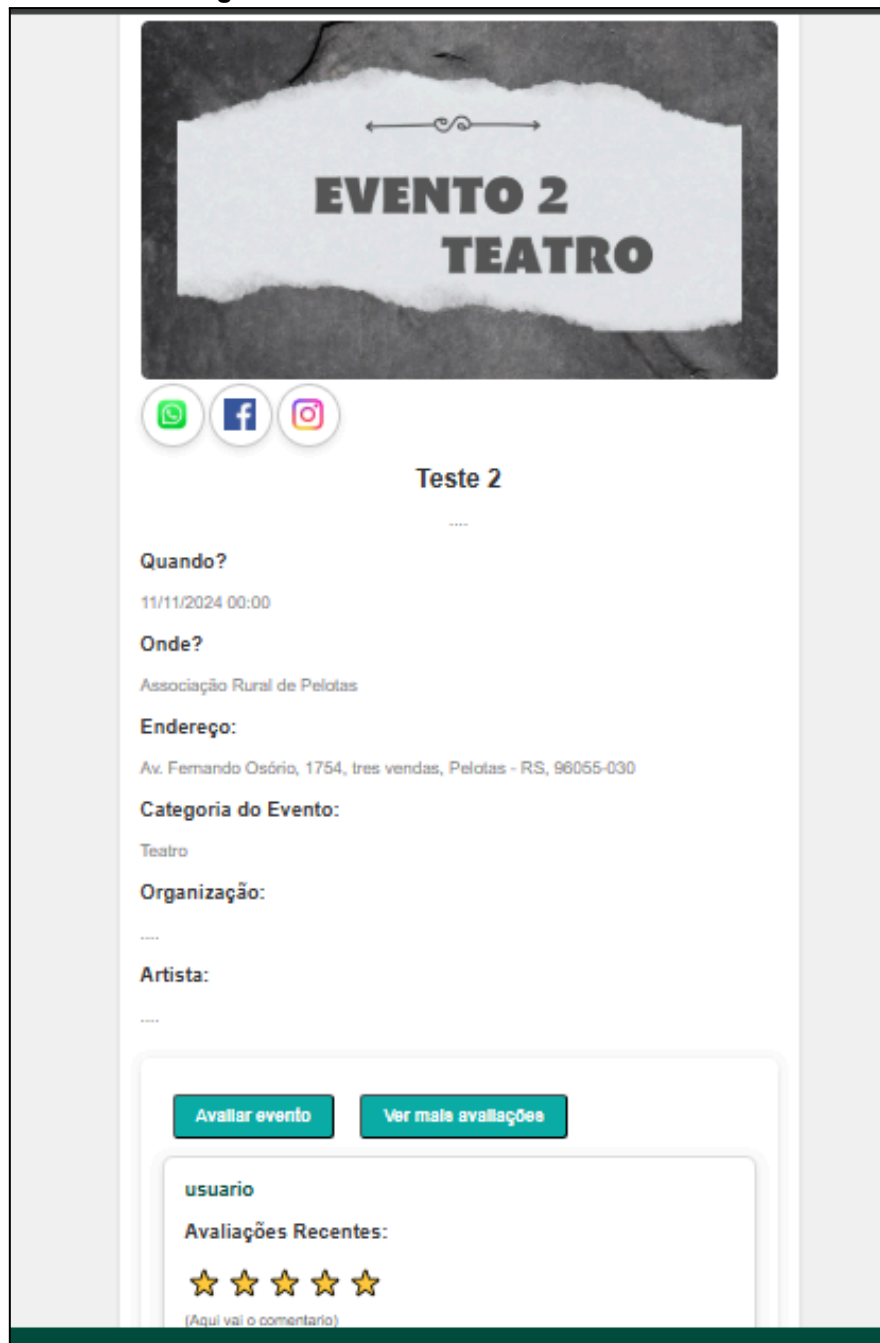 EVENTO 2
TEATRO
Teste 2
----
Quando?
11/11/2024 00:00
Onde?
Associação Rural de Pelotas
Endereço:
Av. Fernando Osório, 1754, tres vendas, Pelotas - RS, 96055-030
Categoria do Evento:
Teatro
Organização:
----
Artista:
----
Avaliar evento Ver mais avaliações
usuario
Avaliações Recentes:
(Aqui vai o comentario)